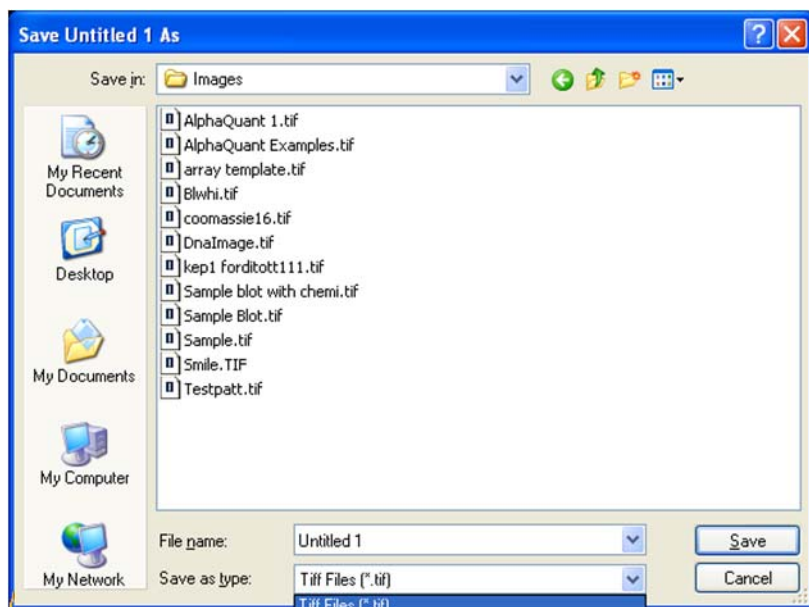 Save Untitled 1 As
Save in: Images
My Recent
Documents
Desktop
My Documents
My Computer
My Network
AlphaQuant 1.tif
AlphaQuant Examples.tif
array template.tif
Blwhi.tif
coomassie16.tif
DnaImage.tif
kep1 forditott111.tif
Sample blot with chemi.tif
Sample Blot.tif
Sample.tif
Smile.TIF
Testpatt.tif
File name: Untitled 1 Save
Save as type: Tiff Files (*.tif) Cancel
Tiff Files (*.tif)